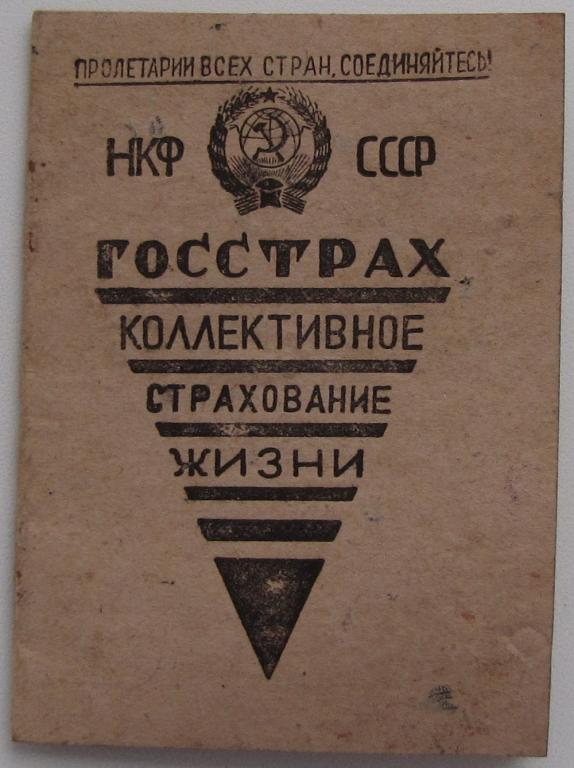 ПРОЛЕТАРИИ ВСЕХ СТРАН, СОЕДИНЯЙТЕСЬ!
НКФ СССР
ГОССТРАХ
КОЛЛЕКТИВНОЕ
СТРАХОВАНИЕ
ЖИЗНИ